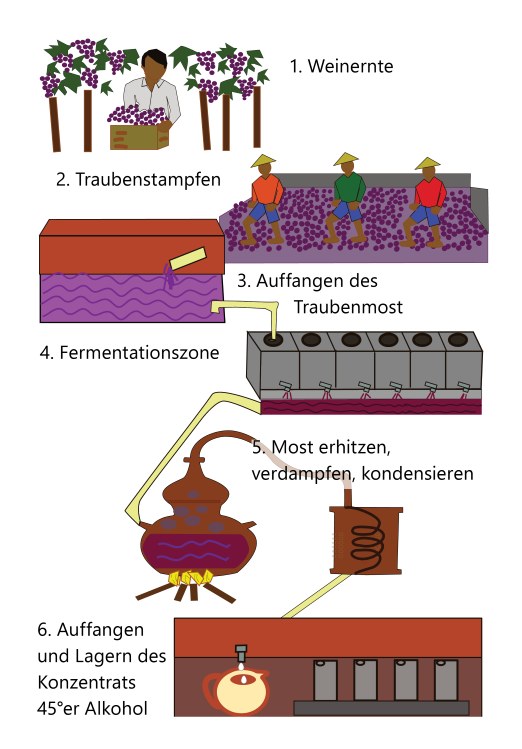 1. Weinernte
2. Traubenstampfen
3. Auffangen des
Traubenmost
4. Fermentationszone
5. Most erhitzen,
verdampfen, kondensieren
6. Auffangen
und Lagern des
Konzentrats
45°er Alkohol